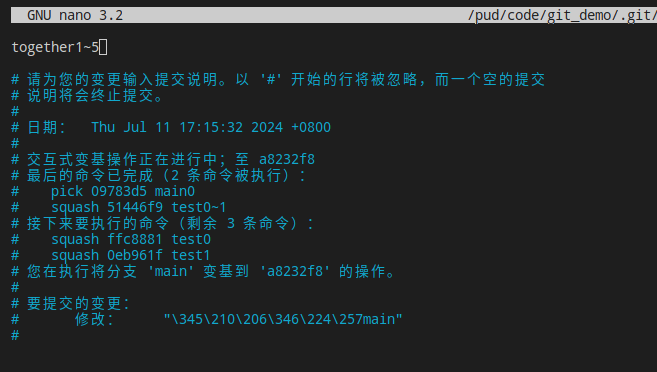 GNU nano 3.2 /pud/code/git_demo/.git/
together1~5
# 请为您的变更输入提交说明。以 '#' 开始的行将被忽略，而一个空的提交
# 说明将会终止提交。
#
# 日期： Thu Jul 11 17:15:32 2024 +0800
#
# 交互式变基操作正在进行中；至 a8232f8
# 最后的命令已完成（2 条命令被执行）：
# pick 09783d5 main0
# squash 51446f9 test0~1
# 接下来要执行的命令（剩余 3 条命令）：
# squash ffc8881 test0
# squash 0eb961f test1
# 您在执行将分支 'main' 变基到 'a8232f8' 的操作。
#
# 要提交的变更：
# 修改： "\345\210\206\346\224\257main"
#